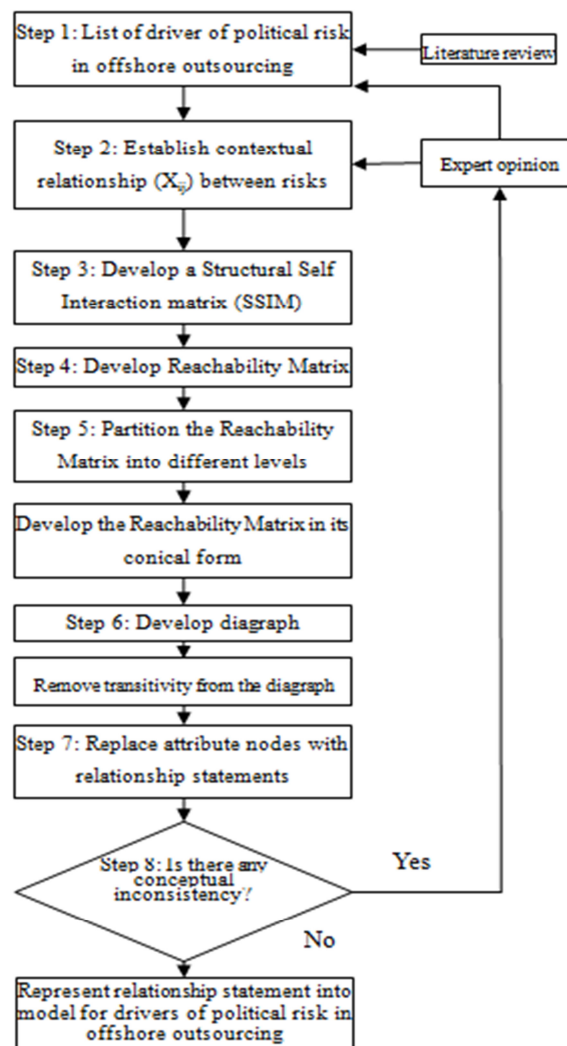 Step 1: List of driver of political risk
in offshore outsourcing
Literature review
Step 2: Establish contextual
relationship (Xij) between risks
Expert opinion
Step 3: Develop a Structural Self
Interaction matrix (SSIM)
Step 4: Develop Reachability Matrix
Step 5: Partition the Reachability
Matrix into different levels
Develop the Reachability Matrix in its
conical form
Step 6: Develop diagraph
Remove transitivity from the diagraph
Step 7: Replace attribute nodes with
relationship statements
Step 8: Is there any
conceptual
inconsistency?
Yes
No
Represent relationship statement into
model for drivers of political risk in
offshore outsourcing